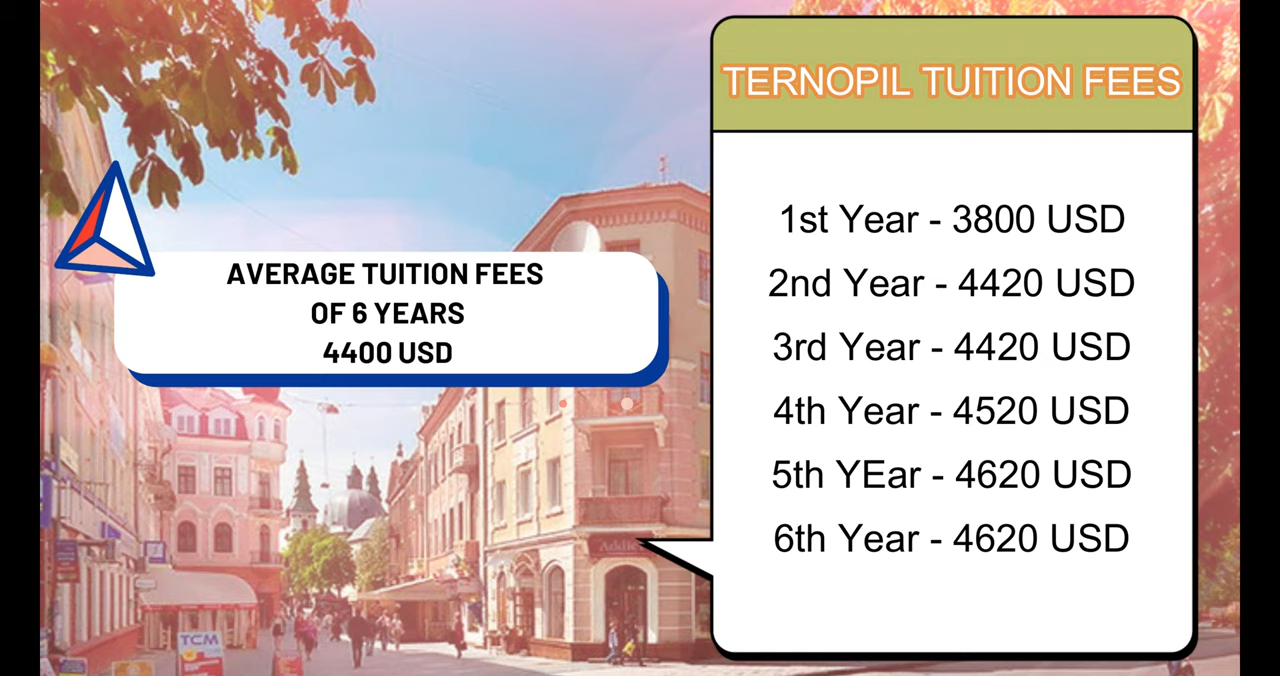 TERNOPIL TUITION FEES
AVERAGE TUITION FEES
OF 6 YEARS
4400 USD
1st Year - 3800 USD
2nd Year - 4420 USD
3rd Year - 4420 USD
4th Year - 4520 USD
5th YEar - 4620 USD
6th Year - 4620 USD
TCM